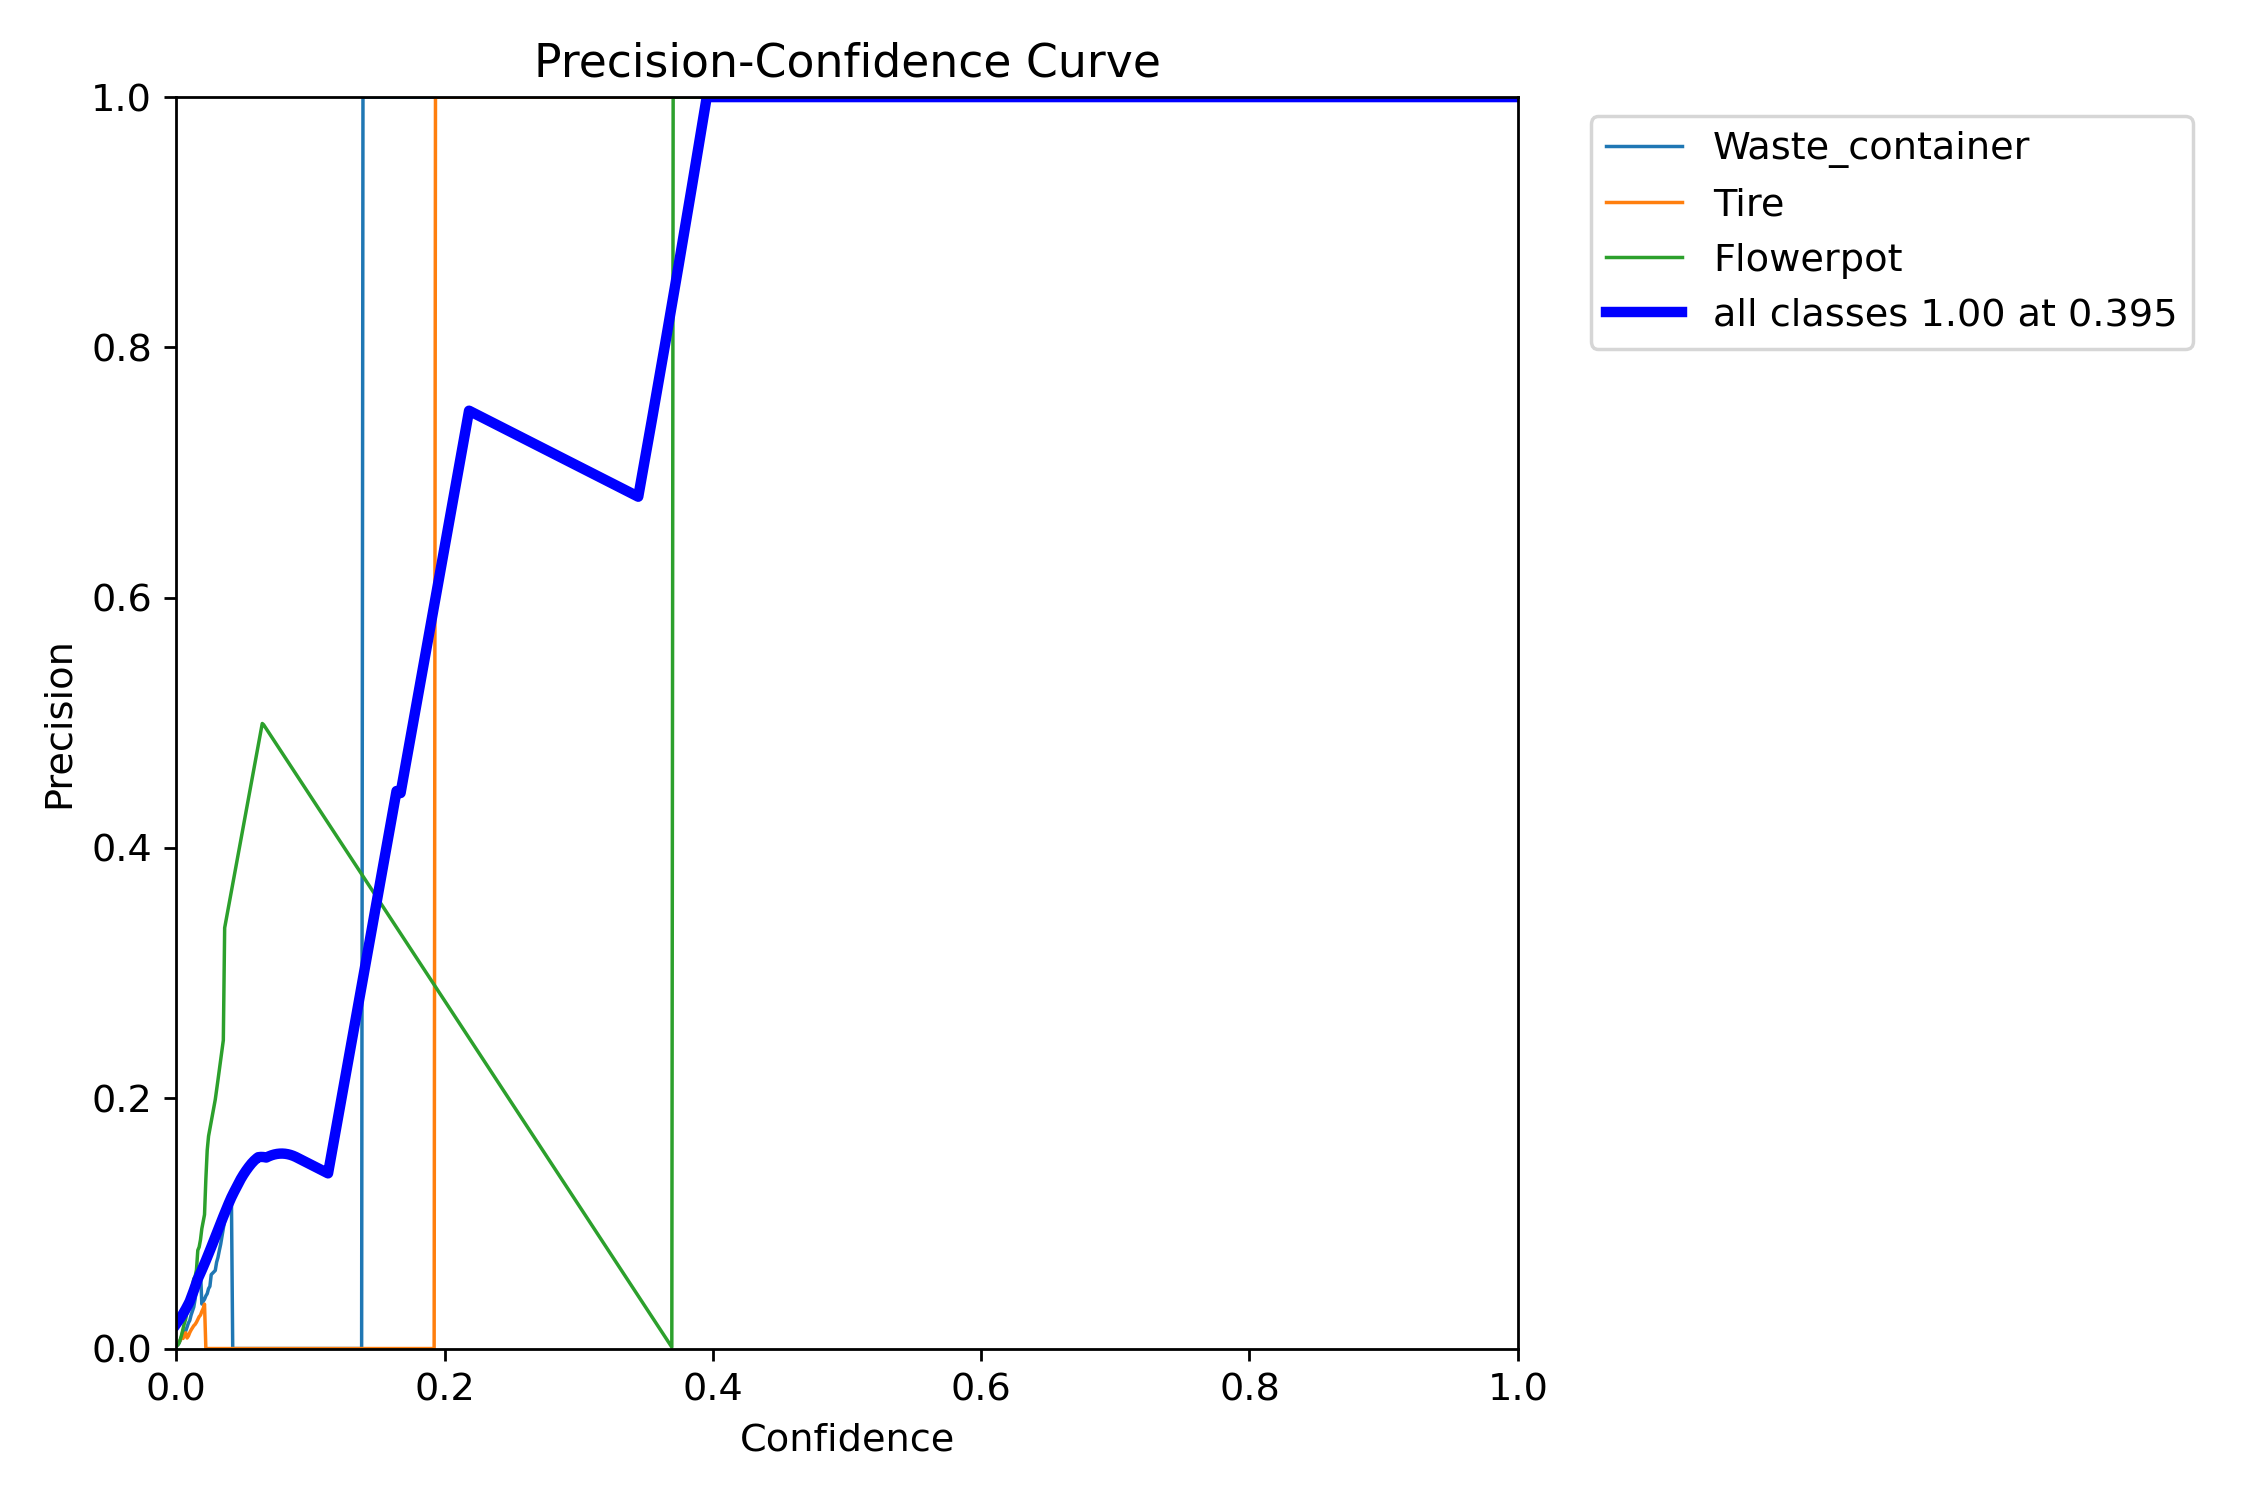 Precision-Confidence Curve
1.0
0.8
0.6
0.4
0.2
0.0
Precision
0.0 0.2 0.4 0.6 0.8 1.0
Confidence
Waste_container
Tire
Flowerpot
all classes 1.00 at 0.395